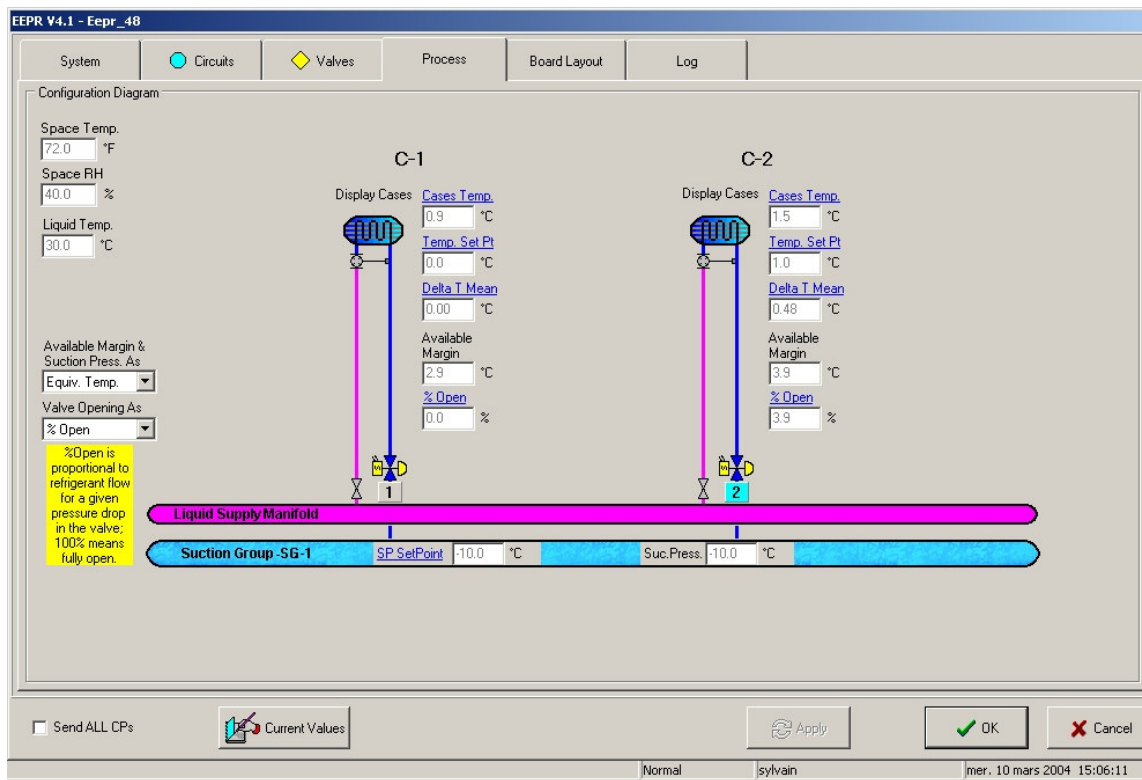 EEPR V4.1 - Eepr_48
System
Circuits
Valves
Process
Board Layout
Log
Configuration Diagram
Space Temp.
72.0 °F
Space RH
40.0 %
Liquid Temp.
30.0 °C
Available Margin &
Suction Press. As
Equiv. Temp.
Valve Opening As
% Open
%Open is
proportional to
refrigerant flow
for a given
pressure drop
in the valve;
100% means
fully open.
C-1
Display Cases
Cases Temp.
0.9 °C
Temp. Set Pt
0.0 °C
Delta T Mean
0.00 °C
Available
Margin
2.9 °C
% Open
0.0 %
S
1
C-2
Display Cases
Cases Temp.
1.5 °C
Temp. Set Pt
1.0 °C
Delta T Mean
0.48 °C
Available
Margin
3.9 °C
% Open
3.9 %
S
2
Liquid Supply Manifold
Suction Group -SG-1
SP SetPoint -10.0 °C
Suc.Press. -10.0 °C
Send ALL CPs
Current Values
Apply
OK
Cancel
Normal
sylvain
mer. 10 mars 2004 15:06:11